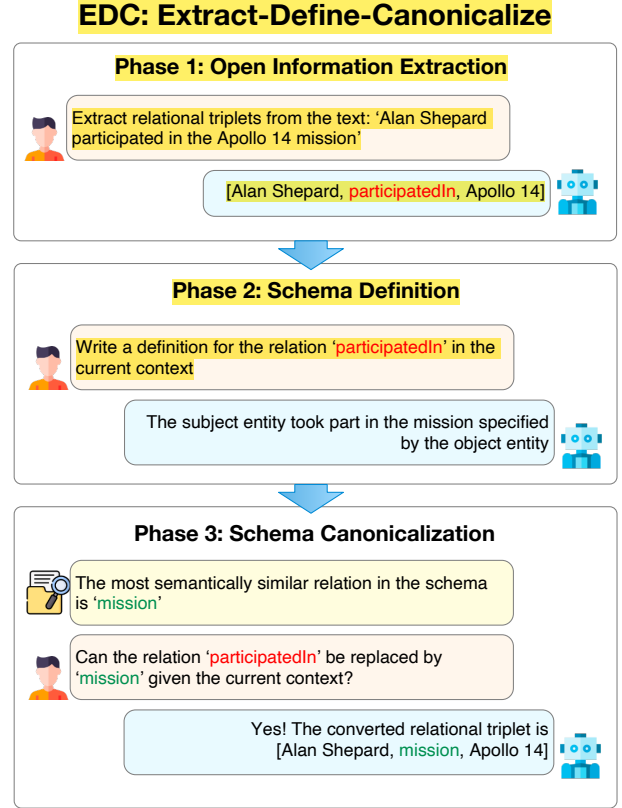 EDC: Extract-Define-Canonicalize
Phase 1: Open Information Extraction
Extract relational triplets from the text: ‘Alan Shepard
participated in the Apollo 14 mission’
[Alan Shepard, participatedIn, Apollo 14]
Phase 2: Schema Definition
Write a definition for the relation ‘participatedIn’ in the
current context
The subject entity took part in the mission specified
by the object entity
Phase 3: Schema Canonicalization
The most semantically similar relation in the schema
is ‘mission’
Can the relation ‘participatedIn’ be replaced by
‘mission’ given the current context?
Yes! The converted relational triplet is
[Alan Shepard, mission, Apollo 14]